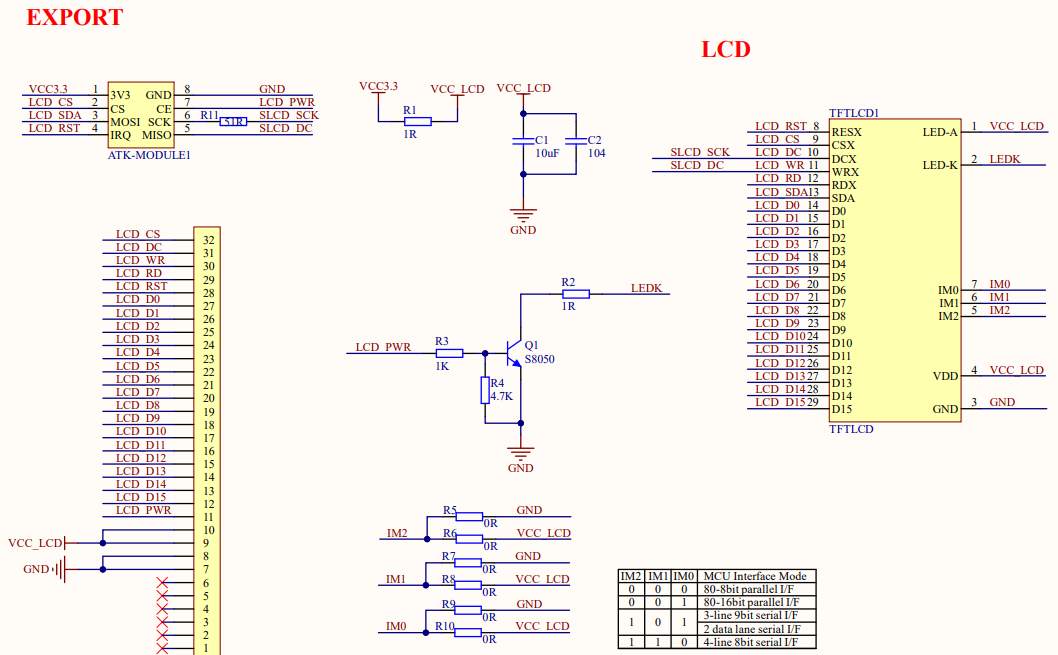 EXPORT
LCD
VCC3.3 1 3V3 GND 8 GND
LCD_CS 2 CS CE 7 LCD_PWR
LCD_SDA 3 MOSI SCK 6 R11 51R SLCD_SCK
LCD_RST 4 IRQ MISO 5 SLCD_DC
ATK-MODULE1
VCC3.3 R1 1R VCC_LCD
VCC_LCD
C1 10uF
C2 104
GND
TFTLCD1
LCD_RST 8 RESX
LCD_CS 9 CSX
SLCD_SCK LCD_DC 10 DCX
SLCD_DC LCD_WR 11 WRX
LCD_RD 12 RDX
LCD_SDA13 SDA
LCD_D0 14 D0
LCD_D1 15 D1
LCD_D2 16 D2
LCD_D3 17 D3
LCD_D4 18 D4
LCD_D5 19 D5
LCD_D6 20 D6
LCD_D7 21 D7
LCD_D8 22 D8
LCD_D9 23 D9
LCD_D10 24 D10
LCD_D11 25 D11
LCD_D12 26 D12
LCD_D13 27 D13
LCD_D14 28 D14
LCD_D15 29 D15
LED-A 1 VCC_LCD
LED-K 2 LEDK
IM0 7 IM0
IM1 6 IM1
IM2 5 IM2
VDD 4 VCC_LCD
GND 3 GND
TFTLCD
LCD_CS 32
LCD_DC 31
LCD_WR 30
LCD_RD 29
LCD_RST 28
LCD_D0 27
LCD_D1 26
LCD_D2 25
LCD_D3 24
LCD_D4 23
LCD_D5 22
LCD_D6 21
LCD_D7 20
LCD_D8 19
LCD_D9 18
LCD_D10 17
LCD_D11 16
LCD_D12 15
LCD_D13 14
LCD_D14 13
LCD_D15 12
LCD_PWR 11
10
VCC_LCD 9
8
GND 7
6
5
4
3
2
1
R2 1R LEDK
LCD_PWR R3 1K
Q1 S8050
R4 4.7K
GND
R5 0R GND
IM2 R6 0R VCC_LCD
R7 0R GND
IM1 R8 0R VCC_LCD
R9 0R GND
IM0 R10 0R VCC_LCD
IM2 IM1 IM0 MCU Interface Mode
0 0 0 80-8bit parallel I/F
0 0 1 80-16bit parallel I/F
1 0 1 3-line 9bit serial I/F
2 data lane serial I/F
1 1 0 4-line 8bit serial I/F